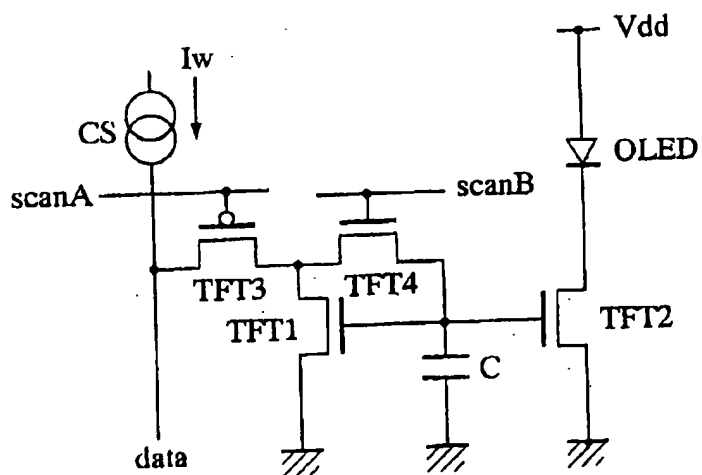 Vdd
Iw
CS
OLED
scanA
scanB
TFT3
TFT4
TFT1
TFT2
C
data